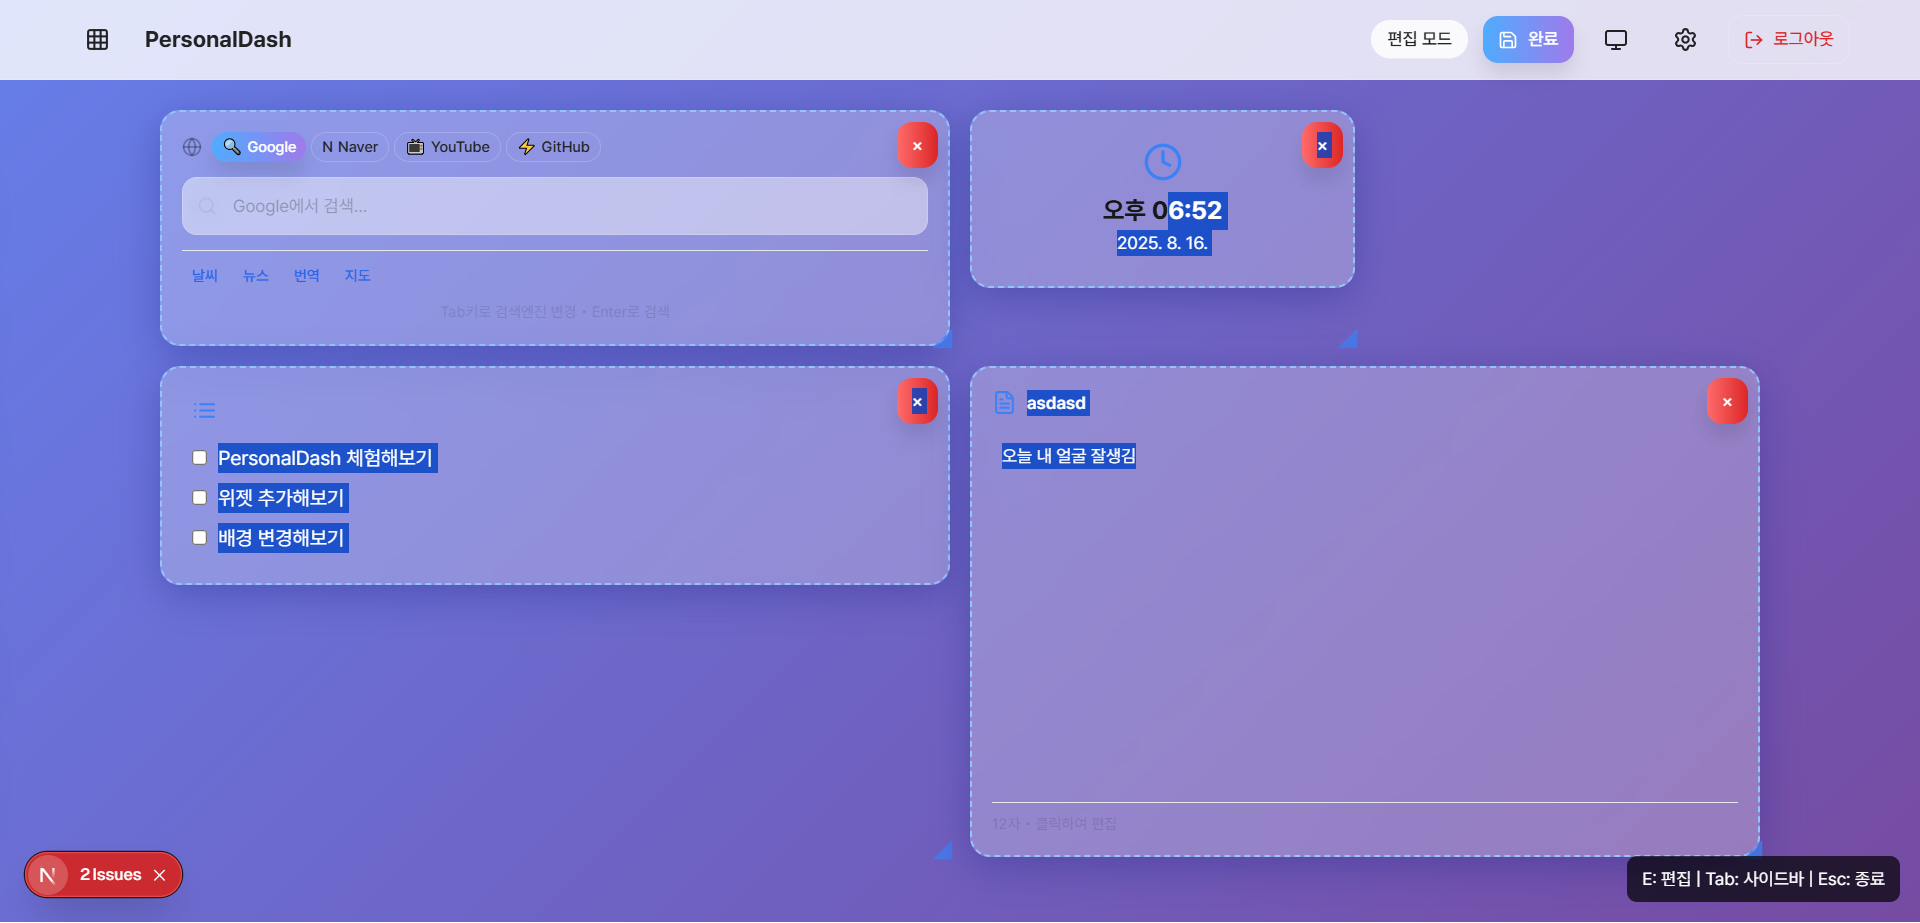 PersonalDash
편집 모드
완료
로그아웃
Google
N Naver
YouTube
GitHub
×
Google에서 검색...
날씨
뉴스
번역
지도
Tab키로 검색엔진 변경 • Enter로 검색
×
오후 06:52
2025. 8. 16.
×
PersonalDash 체험해보기
위젯 추가해보기
배경 변경해보기
asdasd
×
오늘 내 얼굴 잘생김
12자 • 클릭하여 편집
N
2 Issues
E: 편집 | Tab: 사이드바 | Esc: 종료